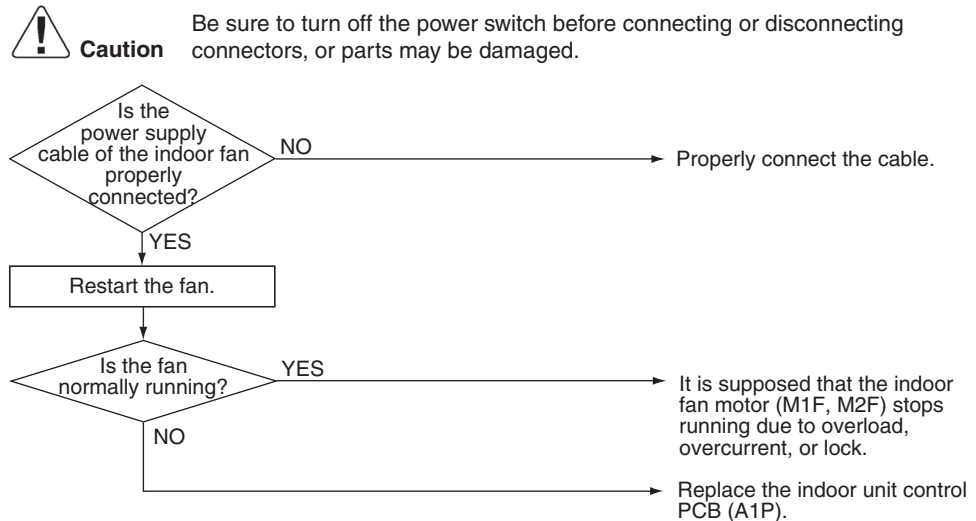 Be sure to turn off the power switch before connecting or disconnecting
Caution connectors, or parts may be damaged.
Is the
power supply
cable of the indoor fan
properly
connected?
NO
Properly connect the cable.
YES
Restart the fan.
Is the fan
normally running?
YES
It is supposed that the indoor
fan motor (M1F, M2F) stops
running due to overload,
overcurrent, or lock.
NO
Replace the indoor unit control
PCB (A1P).